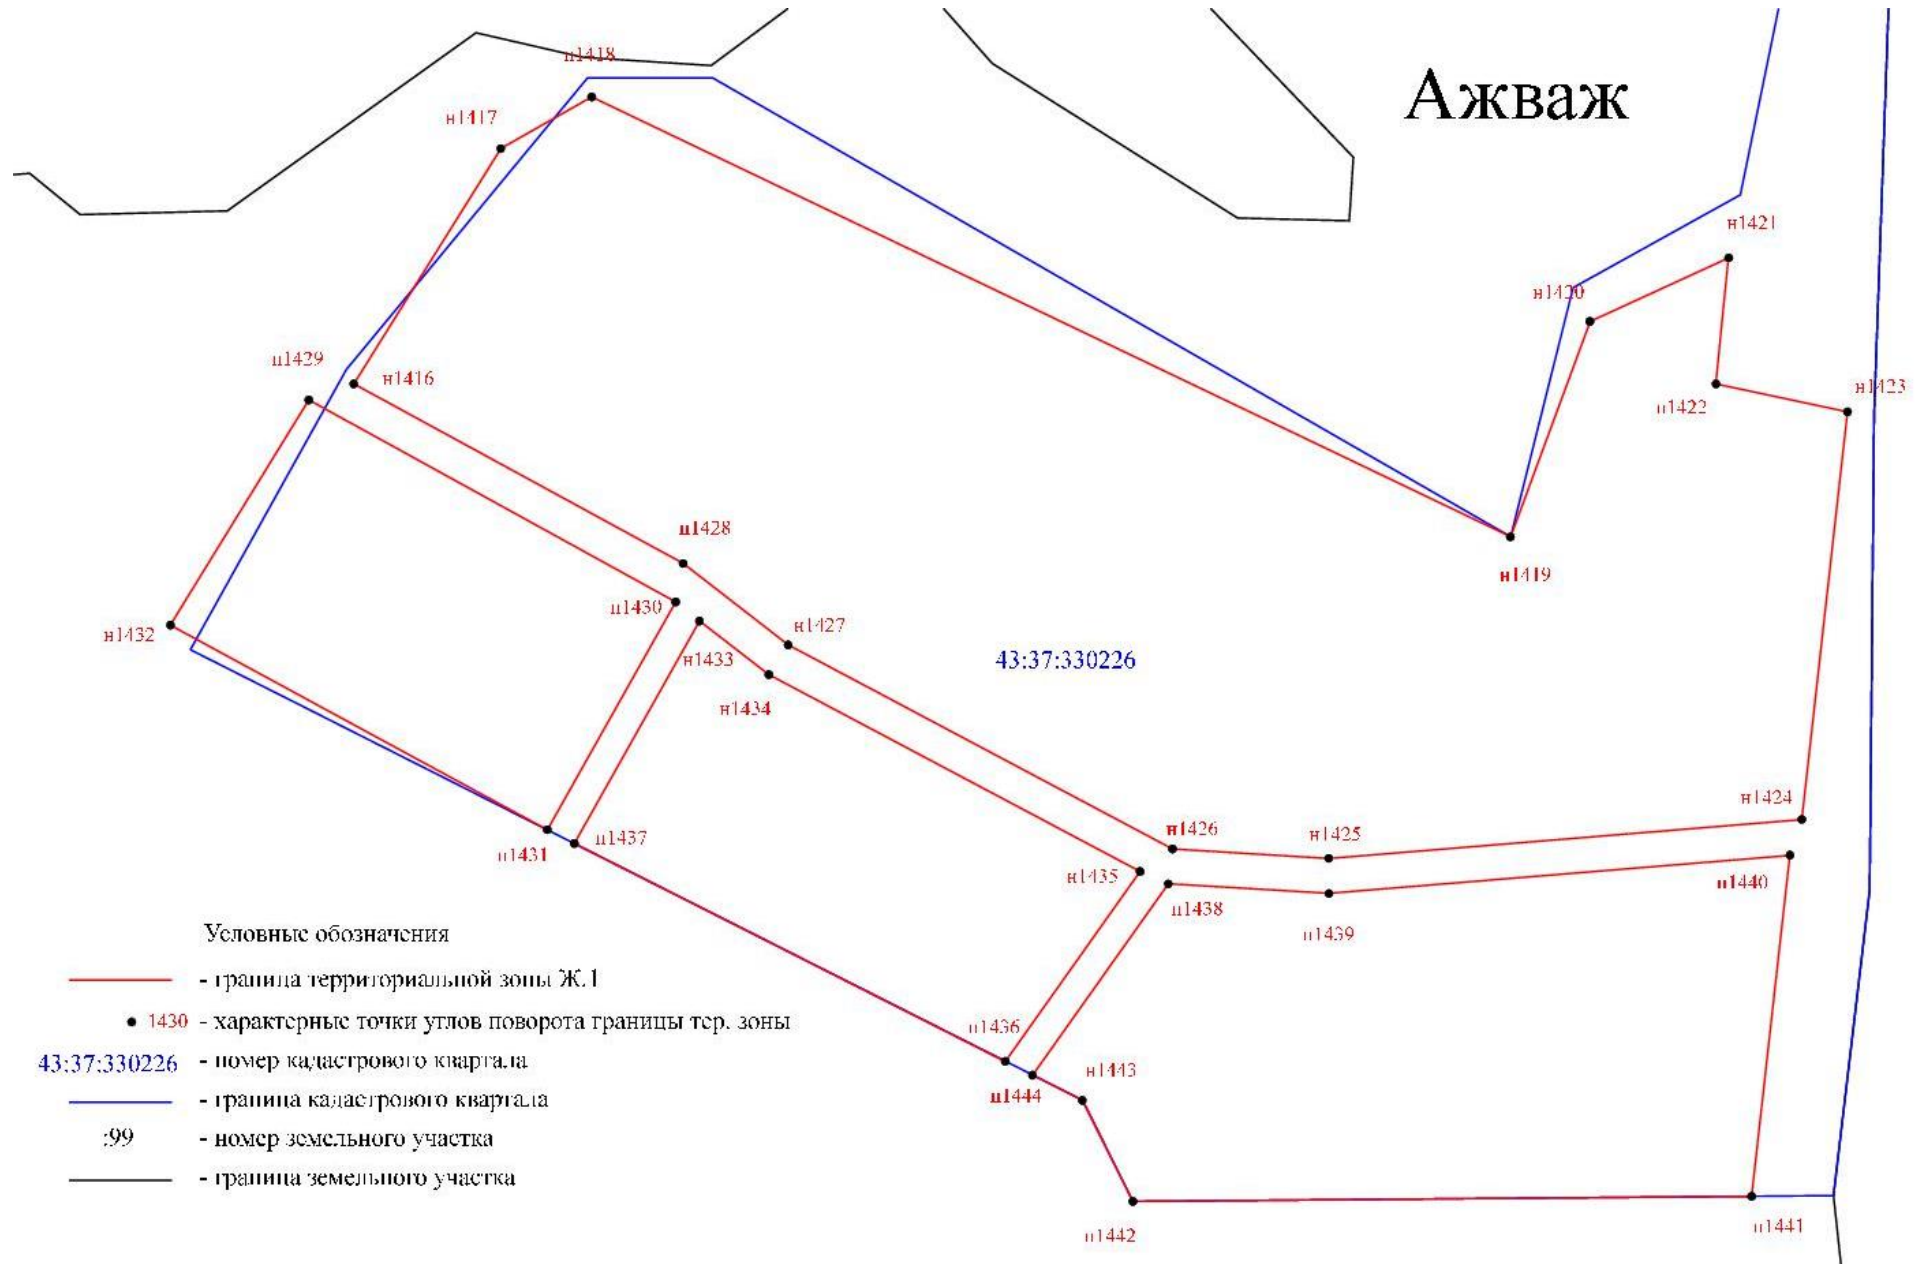 н1418
Ажваж
н1417
н1421
н1420
н1429
н1416
н1423
н1422
н1428
н1419
н1430
н1427
н1432
н1433
43:37:330226
н1434
н1424
н1426
н1425
н1437
н1431
н1435
н1440
н1438
н1439
Условные обозначения
- граница территориальной зоны Ж.1
1430 - характерные точки углов поворота границы тер. зоны
н1436
43:37:330226 - номер кадастрового квартала
н1443
н1444
- граница кадастрового квартала
:99 - номер земельного участка
- граница земельного участка
н1442
н1441